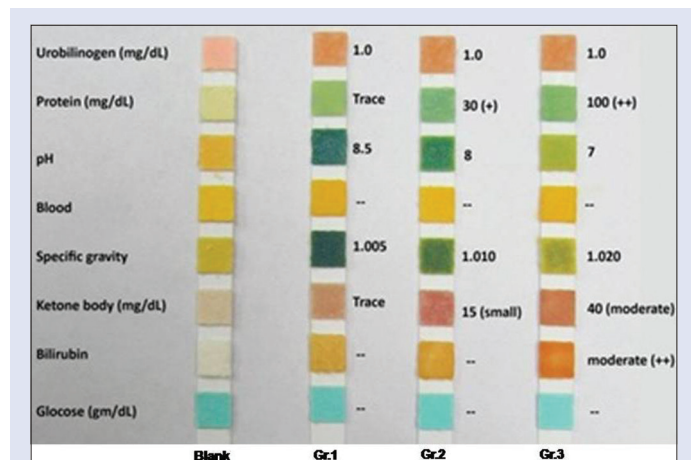 Urobilinogen (mg/dL) 1.0 1.0 1.0
Protein (mg/dL) Trace 30 (+) 100 (++)
pH 8.5 8 7
Blood -- -- --
Specific gravity 1.005 1.010 1.020
Ketone body (mg/dL) Trace 15 (small) 40 (moderate)
Bilirubin -- -- moderate (++)
Glocose (gm/dL) -- -- --
Blank Gr.1 Gr.2 Gr.3